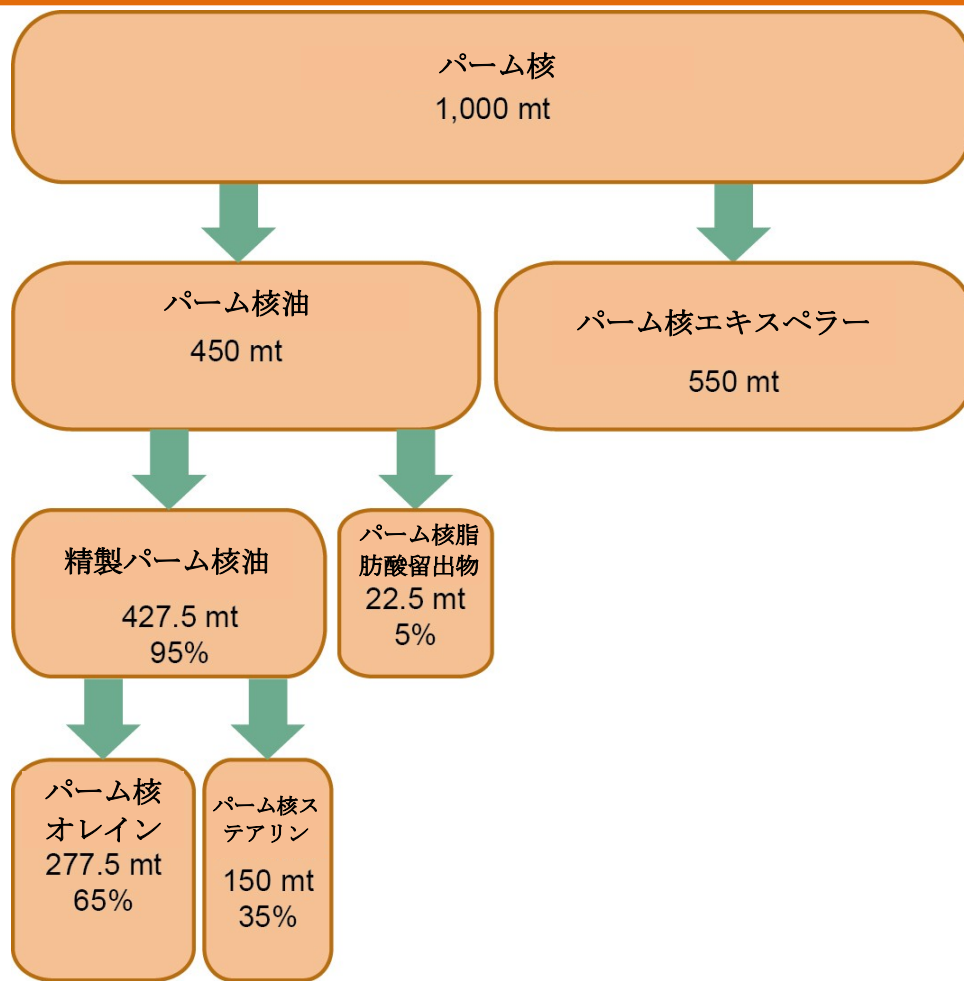 パーム核
1,000 mt
パーム核油
450 mt
パーム核エキスペラー
550 mt
精製パーム核油
427.5 mt
95%
パーム核脂
肪酸留出物
22.5 mt
5%
パーム核
オレイン
277.5 mt
65%
パーム核ス
テアリン
150 mt
35%